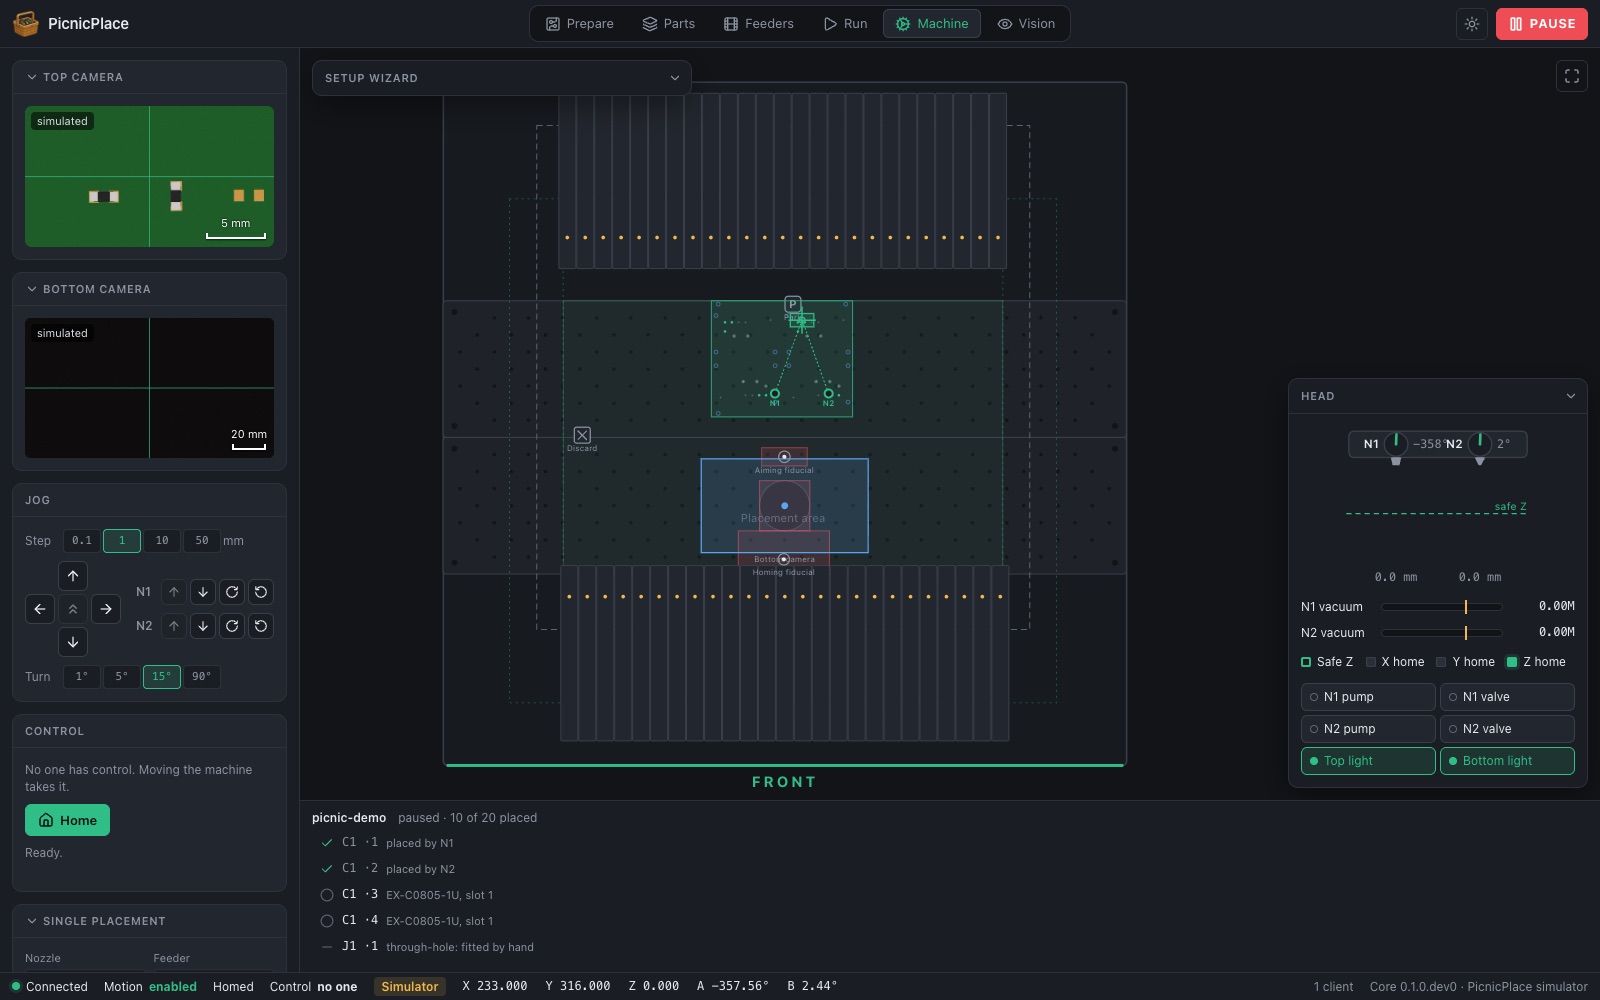 PicnicPlace
Prepare
Parts
Feeders
Run
Machine
Vision
PAUSE
TOP CAMERA
simulated
5 mm
BOTTOM CAMERA
simulated
20 mm
JOG
Step 0.1 1 10 50 mm
N1
N2
Turn 1° 5° 15° 90°
CONTROL
No one has control. Moving the machine
takes it.
Home
Ready.
SINGLE PLACEMENT
Nozzle Feeder
SETUP WIZARD
P
N1 N2
Discard
Aiming fiducial
Placement area
Bottom camera
Homing fiducial
FRONT
HEAD
N1 −358° N2 2°
safe Z
0.0 mm 0.0 mm
N1 vacuum 0.00M
N2 vacuum 0.00M
Safe Z X home Y home Z home
N1 pump N1 valve
N2 pump N2 valve
Top light Bottom light
picnic-demo paused · 10 of 20 placed
C1 ·1 placed by N1
C1 ·2 placed by N2
C1 ·3 EX-C0805-1U, slot 1
C1 ·4 EX-C0805-1U, slot 1
J1 ·1 through-hole: fitted by hand
Connected Motion enabled Homed Control no one Simulator X 233.000 Y 316.000 Z 0.000 A −357.56° B 2.44° 1 client Core 0.1.0.dev0 · PicnicPlace simulator